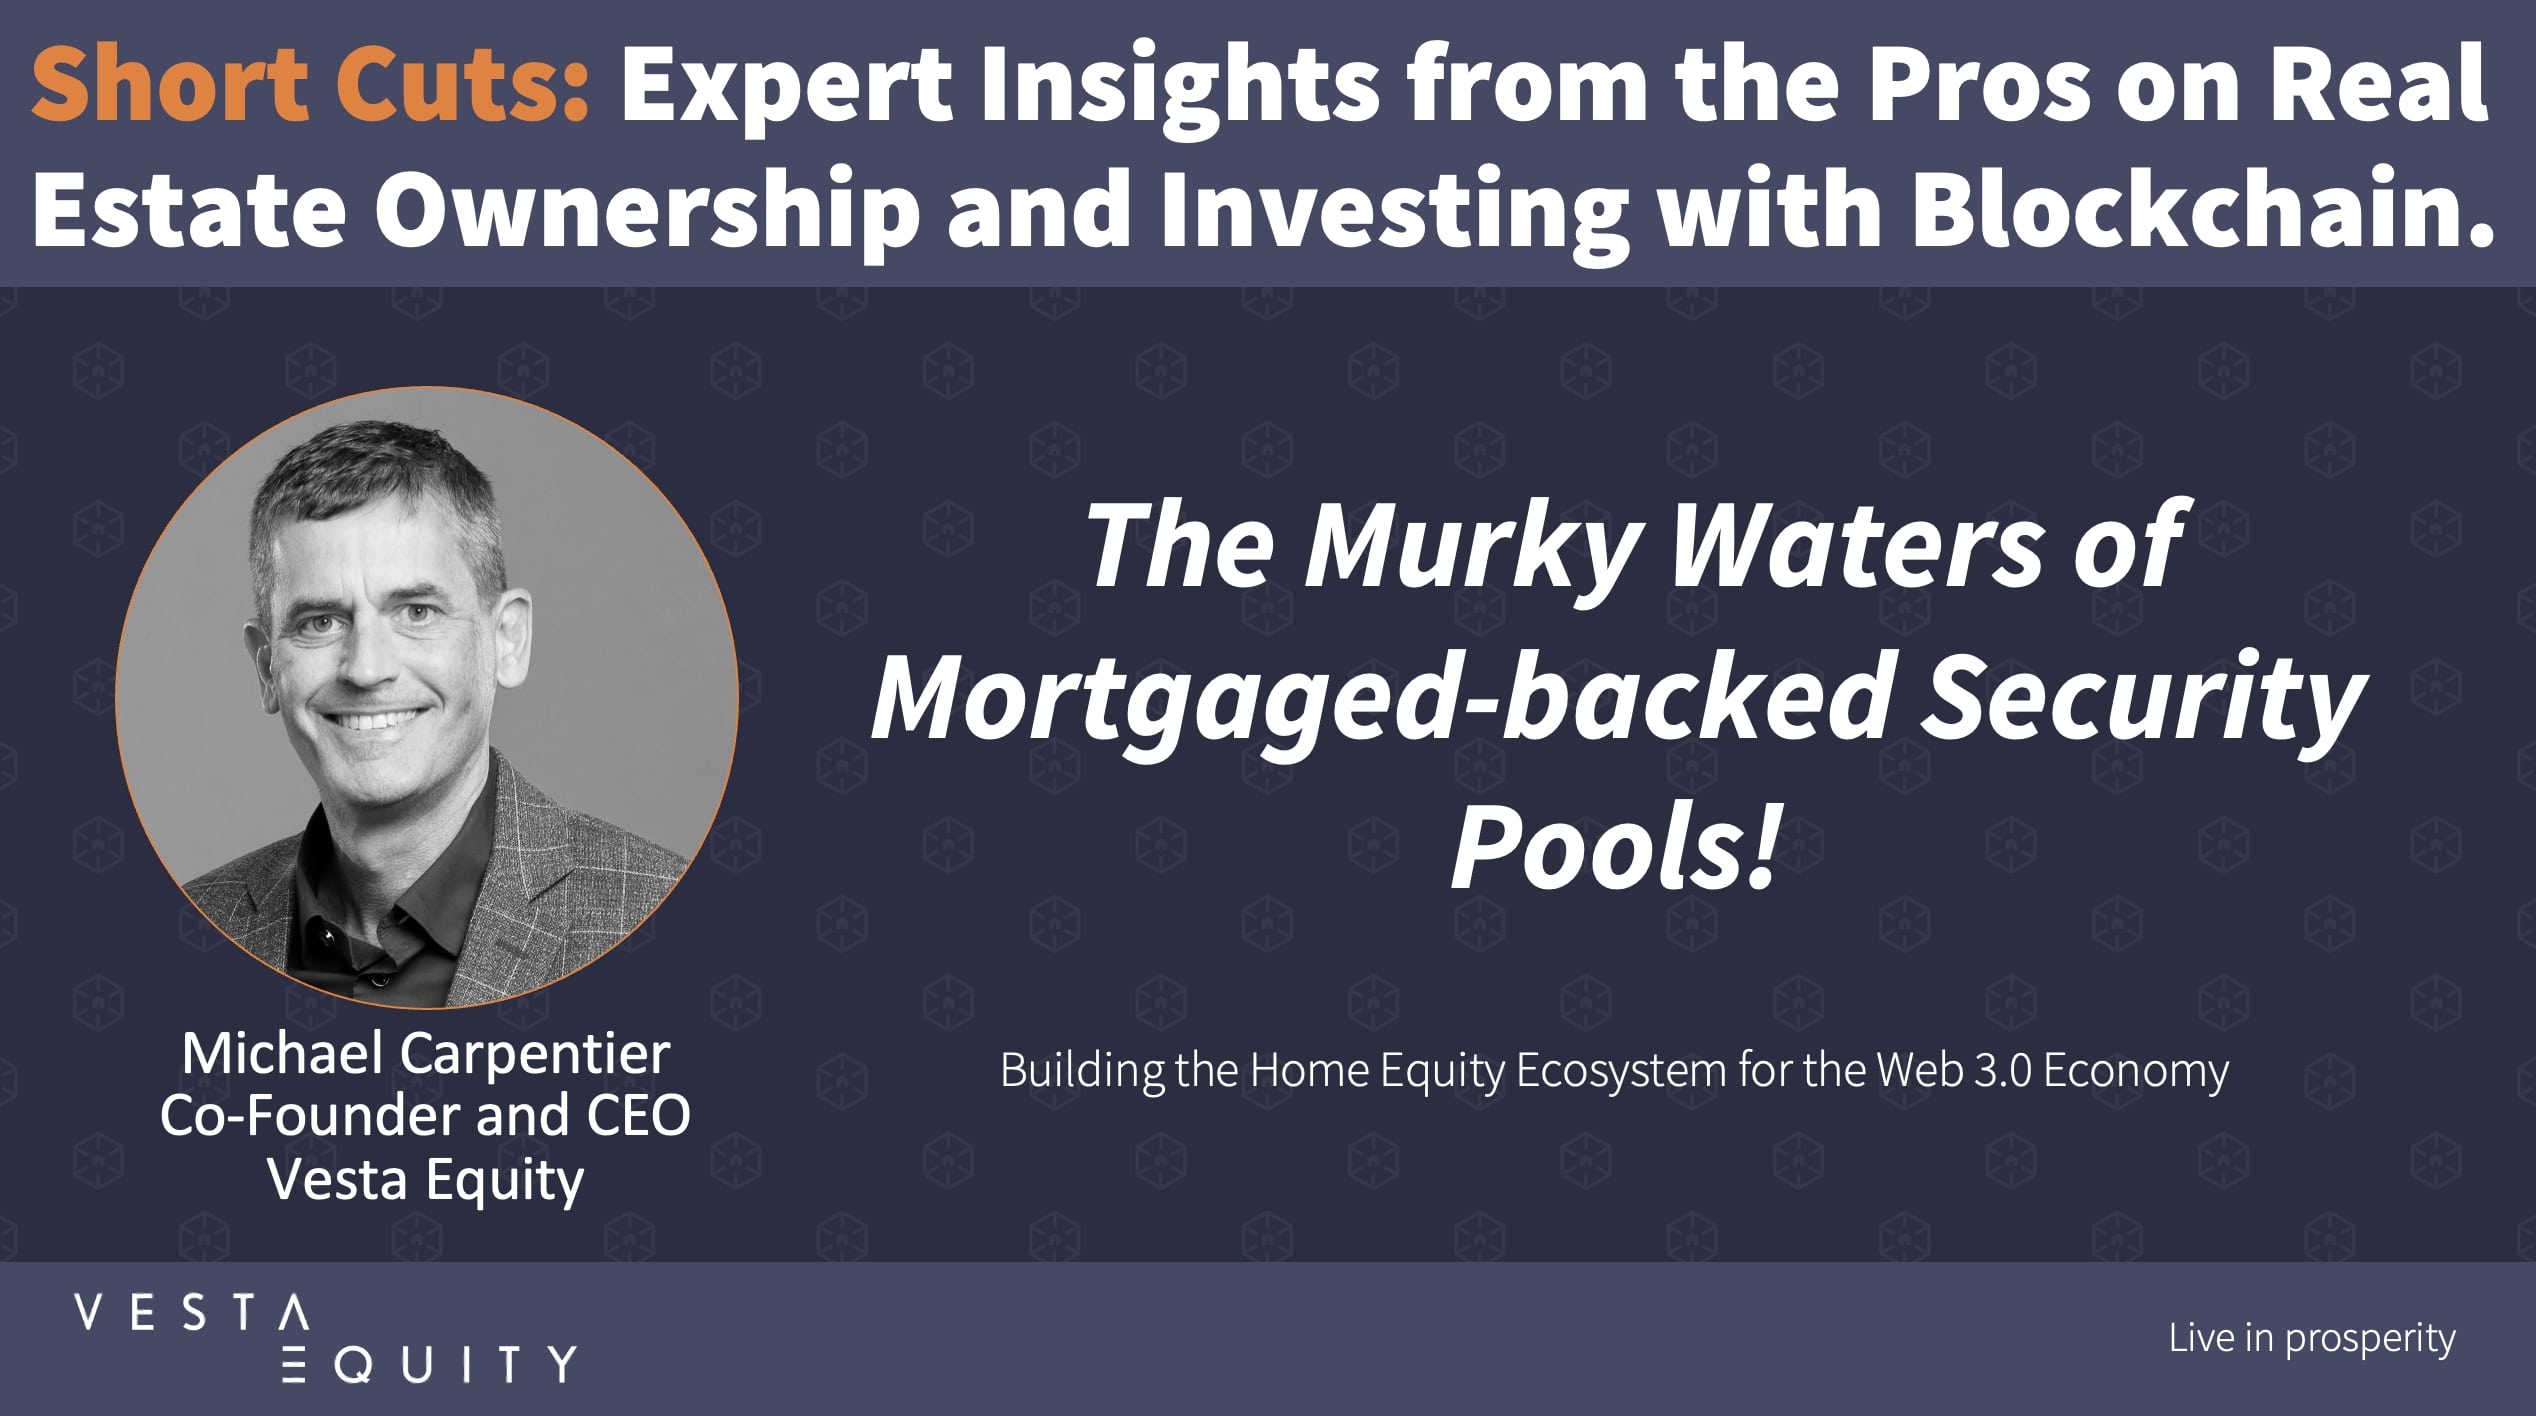 Short Cuts: Expert Insights from the Pros on Real
Estate Ownership and Investing with Blockchain.
The Murky Waters of
Mortgaged-backed Security
Pools!
Michael Carpentier
Co-Founder and CEO
Vesta Equity
Building the Home Equity Ecosystem for the Web 3.0 Economy
VESTA
EQUITY
Live in prosperity